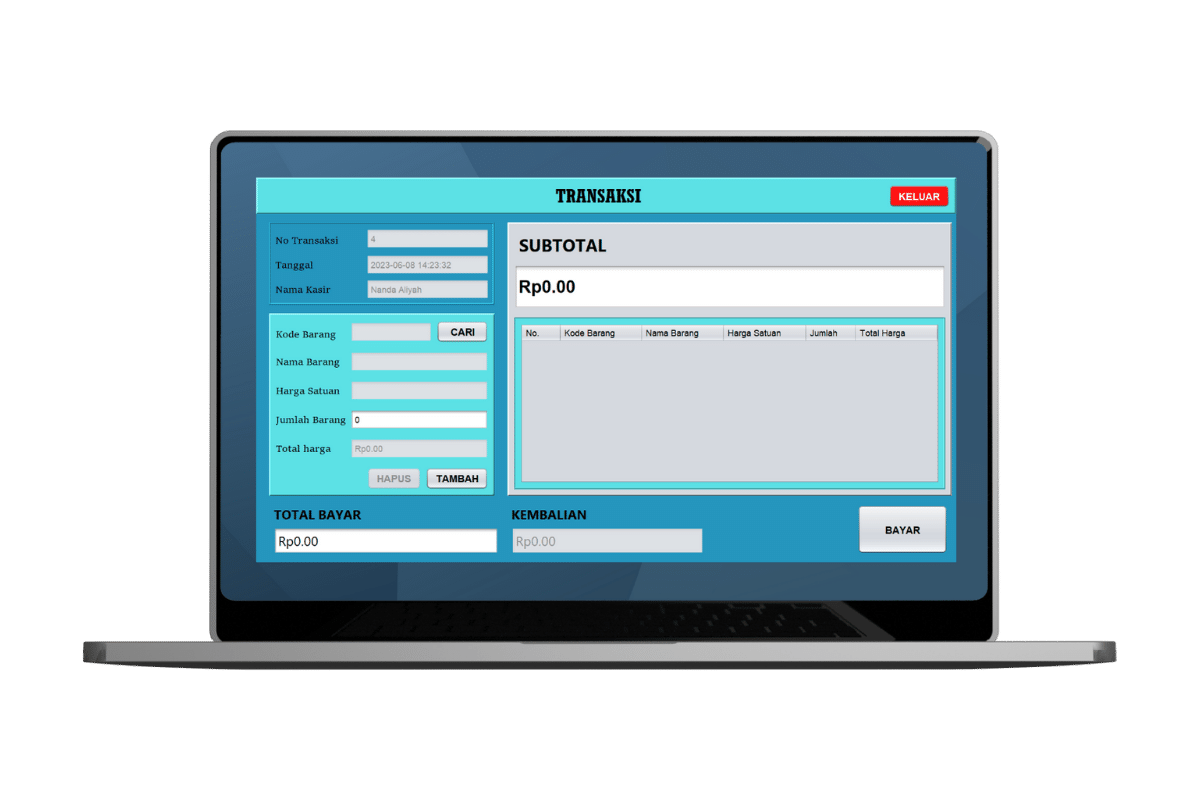 TRANSAKSI
KELUAR
No Transaksi 4
Tanggal 2023-06-08 14:23:32
Nama Kasir Nanda Aliyah
Kode Barang CARI
Nama Barang
Harga Satuan
Jumlah Barang 0
Total harga Rp0.00
HAPUS TAMBAH
SUBTOTAL
Rp0.00
No. Kode Barang Nama Barang Harga Satuan Jumlah Total Harga
TOTAL BAYAR
Rp0.00
KEMBALIAN
Rp0.00
BAYAR